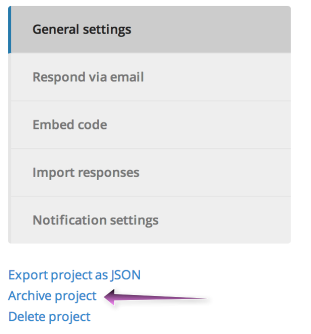 General settings
Respond via email
Embed code
Import responses
Notification settings
Export project as JSON
Archive project
Delete project